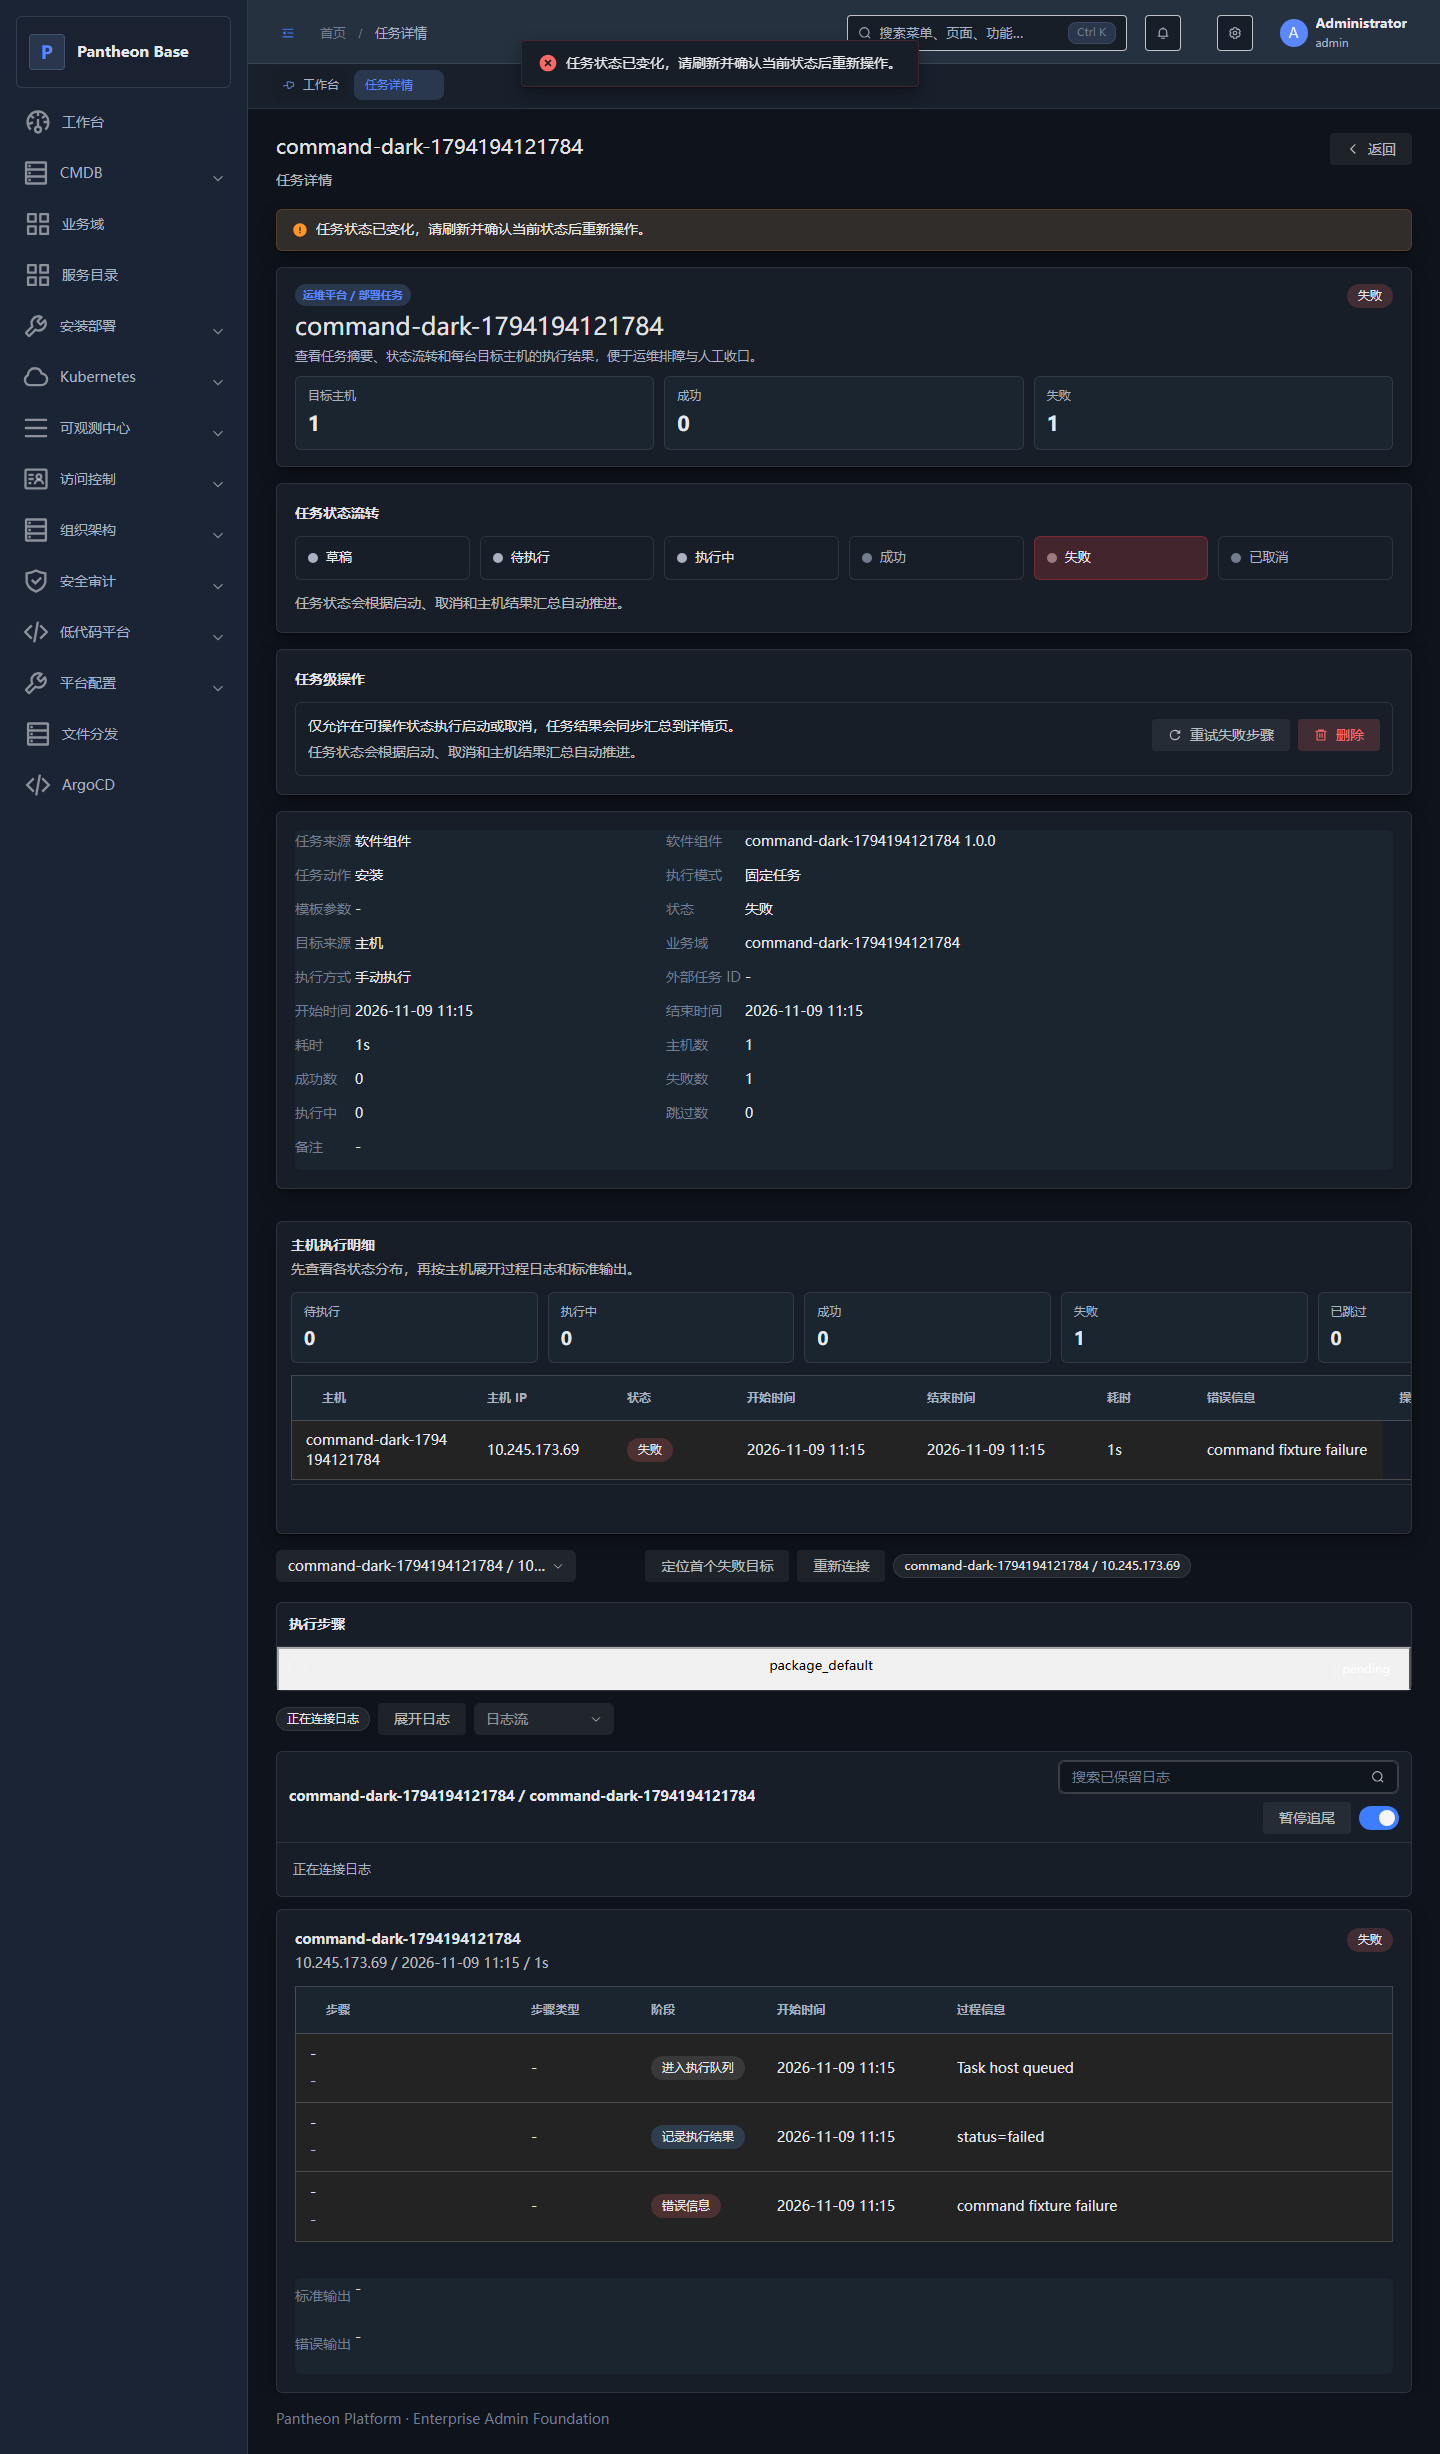 P
Pantheon Base
首页 / 任务详情
搜索菜单、页面、功能...
Ctrl K
A
Administrator
admin
任务状态已变化，请刷新并确认当前状态后重新操作。
工作台
任务详情
工作台
CMDB
业务域
服务目录
安装部署
Kubernetes
可观测中心
访问控制
组织架构
安全审计
低代码平台
平台配置
文件分发
ArgoCD
command-dark-1794194121784
返回
任务详情
任务状态已变化，请刷新并确认当前状态后重新操作。
运维平台 / 部署任务
失败
command-dark-1794194121784
查看任务摘要、状态流转和每台目标主机的执行结果，便于运维排障与人工收口。
目标主机
1
成功
0
失败
1
任务状态流转
草稿
待执行
执行中
成功
失败
已取消
任务状态会根据启动、取消和主机结果汇总自动推进。
任务级操作
仅允许在可操作状态执行启动或取消，任务结果会同步汇总到详情页。
任务状态会根据启动、取消和主机结果汇总自动推进。
重试失败步骤
删除
任务来源 软件组件 软件组件 command-dark-1794194121784 1.0.0
任务动作 安装 执行模式 固定任务
模板参数 - 状态 失败
目标来源 主机 业务域 command-dark-1794194121784
执行方式 手动执行 外部任务 ID -
开始时间 2026-11-09 11:15 结束时间 2026-11-09 11:15
耗时 1s 主机数 1
成功数 0 失败数 1
执行中 0 跳过数 0
备注 -
主机执行明细
先查看各状态分布，再按主机展开过程日志和标准输出。
待执行
0
执行中
0
成功
0
失败
1
已跳过
0
主机 主机 IP 状态 开始时间 结束时间 耗时 错误信息 操
command-dark-1794
194121784
10.245.173.69 失败 2026-11-09 11:15 2026-11-09 11:15 1s command fixture failure
command-dark-1794194121784 / 10...
定位首个失败目标
重新连接
command-dark-1794194121784 / 10.245.173.69
执行步骤
package_default
pending
正在连接日志
展开日志
日志流
搜索已保留日志
command-dark-1794194121784 / command-dark-1794194121784
暂停追尾
正在连接日志
command-dark-1794194121784
失败
10.245.173.69 / 2026-11-09 11:15 / 1s
步骤 步骤类型 阶段 开始时间 过程信息
-
- - 进入执行队列 2026-11-09 11:15 Task host queued
-
- - 记录执行结果 2026-11-09 11:15 status=failed
-
- - 错误信息 2026-11-09 11:15 command fixture failure
标准输出 -
错误输出 -
Pantheon Platform · Enterprise Admin Foundation